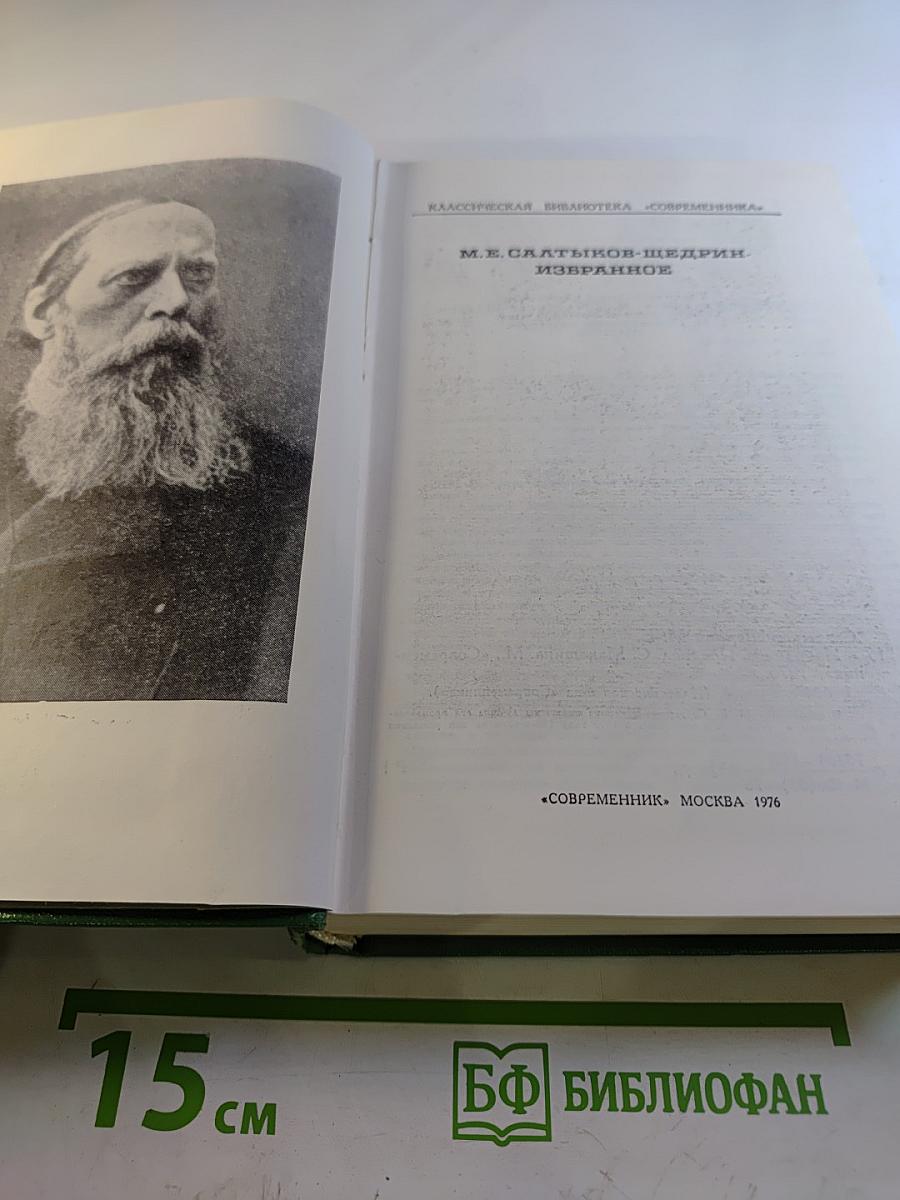 КЛАССИЧЕСКАЯ БИБЛИОТЕКА «СОВРЕМЕННИКА»
М. Е. САЛТЫКОВ-ЩЕДРИН
ИЗБРАННОЕ
«СОВРЕМЕННИК» МОСКВА 1976
15 см
БФ БИБЛИОФАН